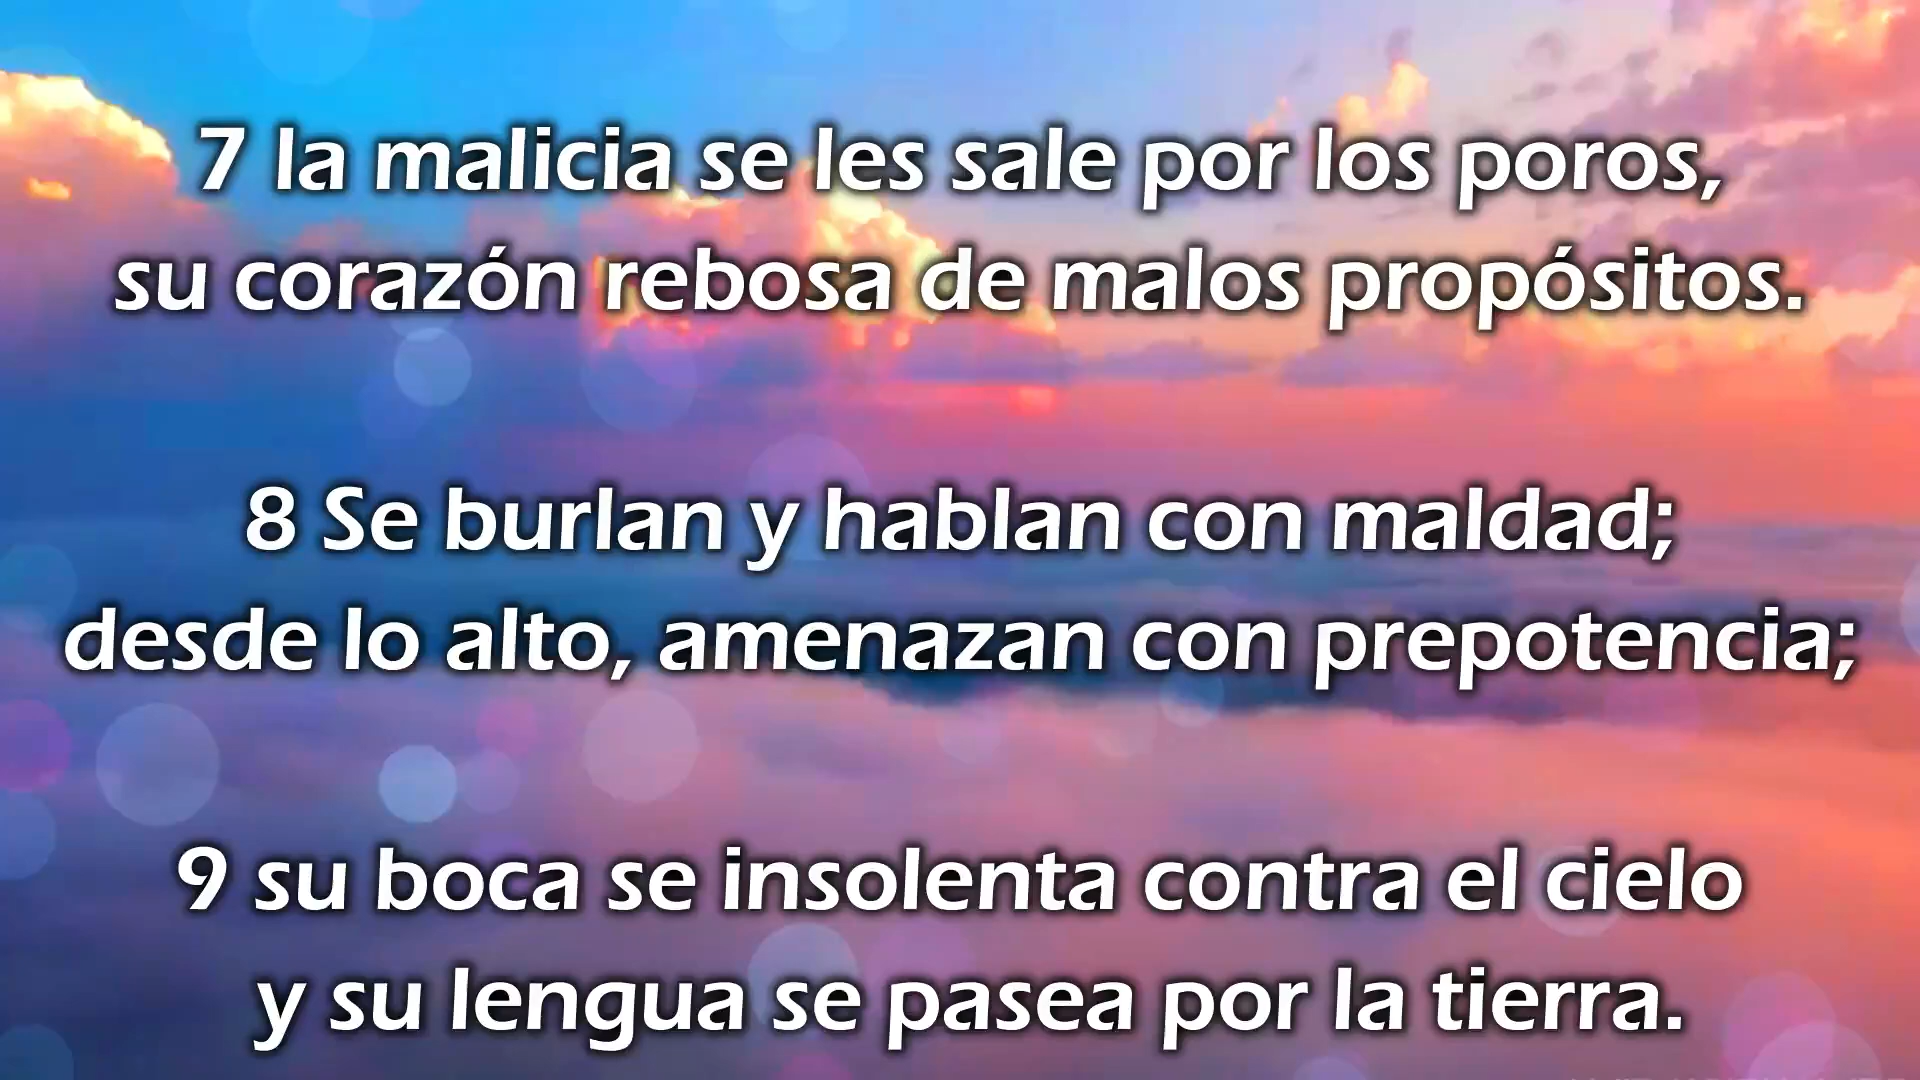 7 la malicia se les sale por los poros,
su corazón rebosa de malos propósitos.
8 Se burlan y hablan con maldad;
desde lo alto, amenazan con prepotencia;
9 su boca se insolenta contra el cielo
y su lengua se pasea por la tierra.